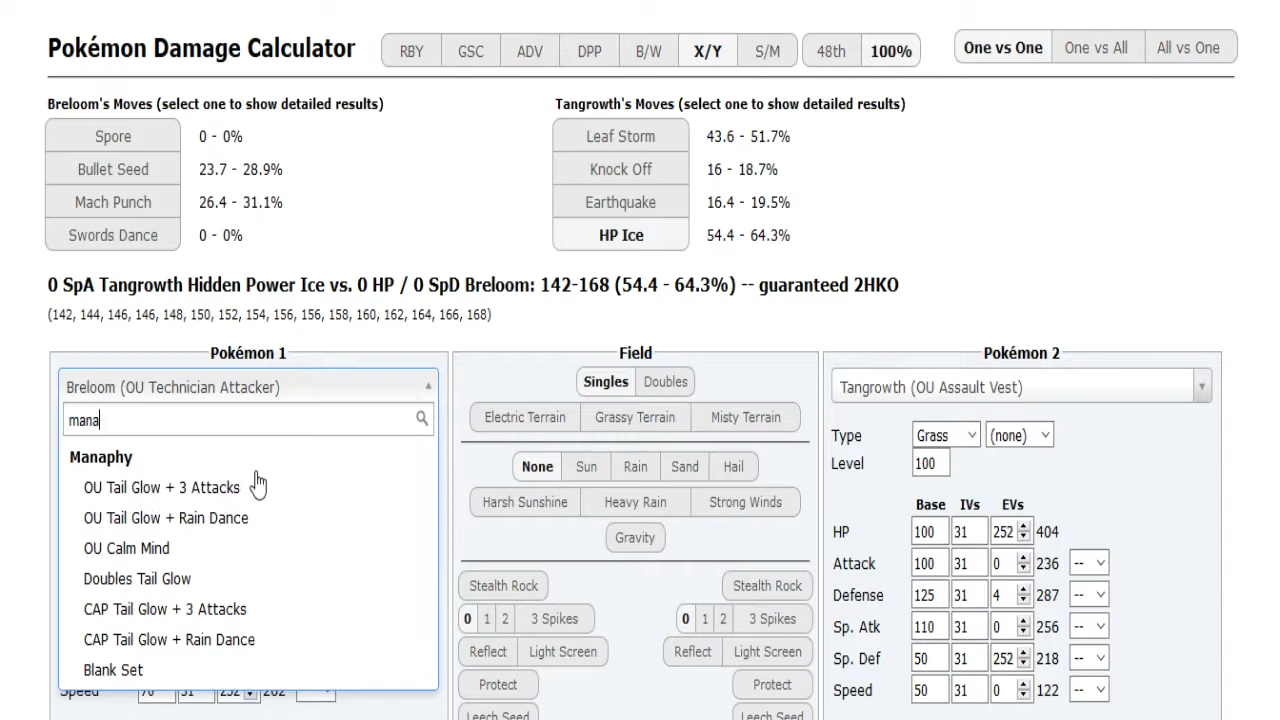 Pokémon Damage Calculator RBY GSC ADV DPP B/W X/Y S/M 48th 100% One vs One One vs All All vs One
Breloom's Moves (select one to show detailed results)
Spore 0 - 0%
Bullet Seed 23.7 - 28.9%
Mach Punch 26.4 - 31.1%
Swords Dance 0 - 0%
Tangrowth's Moves (select one to show detailed results)
Leaf Storm 43.6 - 51.7%
Knock Off 16 - 18.7%
Earthquake 16.4 - 19.5%
HP Ice 54.4 - 64.3%
0 SpA Tangrowth Hidden Power Ice vs. 0 HP / 0 SpD Breloom: 142-168 (54.4 - 64.3%) -- guaranteed 2HKO
(142, 144, 146, 146, 148, 150, 152, 154, 156, 156, 158, 160, 162, 164, 166, 168)
Pokémon 1
Breloom (OU Technician Attacker)
mana
Manaphy
OU Tail Glow + 3 Attacks
OU Tail Glow + Rain Dance
OU Calm Mind
Doubles Tail Glow
CAP Tail Glow + 3 Attacks
CAP Tail Glow + Rain Dance
Blank Set
Speed 70 31 252 262
Field
Singles Doubles
Electric Terrain Grassy Terrain Misty Terrain
None Sun Rain Sand Hail
Harsh Sunshine Heavy Rain Strong Winds
Gravity
Stealth Rock Stealth Rock
0 1 2 3 Spikes 0 1 2 3 Spikes
Reflect Light Screen Reflect Light Screen
Protect Protect
Leech Seed Leech Seed
Pokémon 2
Tangrowth (OU Assault Vest)
Type Grass (none)
Level 100
Base IVs EVs
HP 100 31 252 404
Attack 100 31 0 236 --
Defense 125 31 4 287 --
Sp. Atk 110 31 0 256 --
Sp. Def 50 31 252 218 --
Speed 50 31 0 122 --